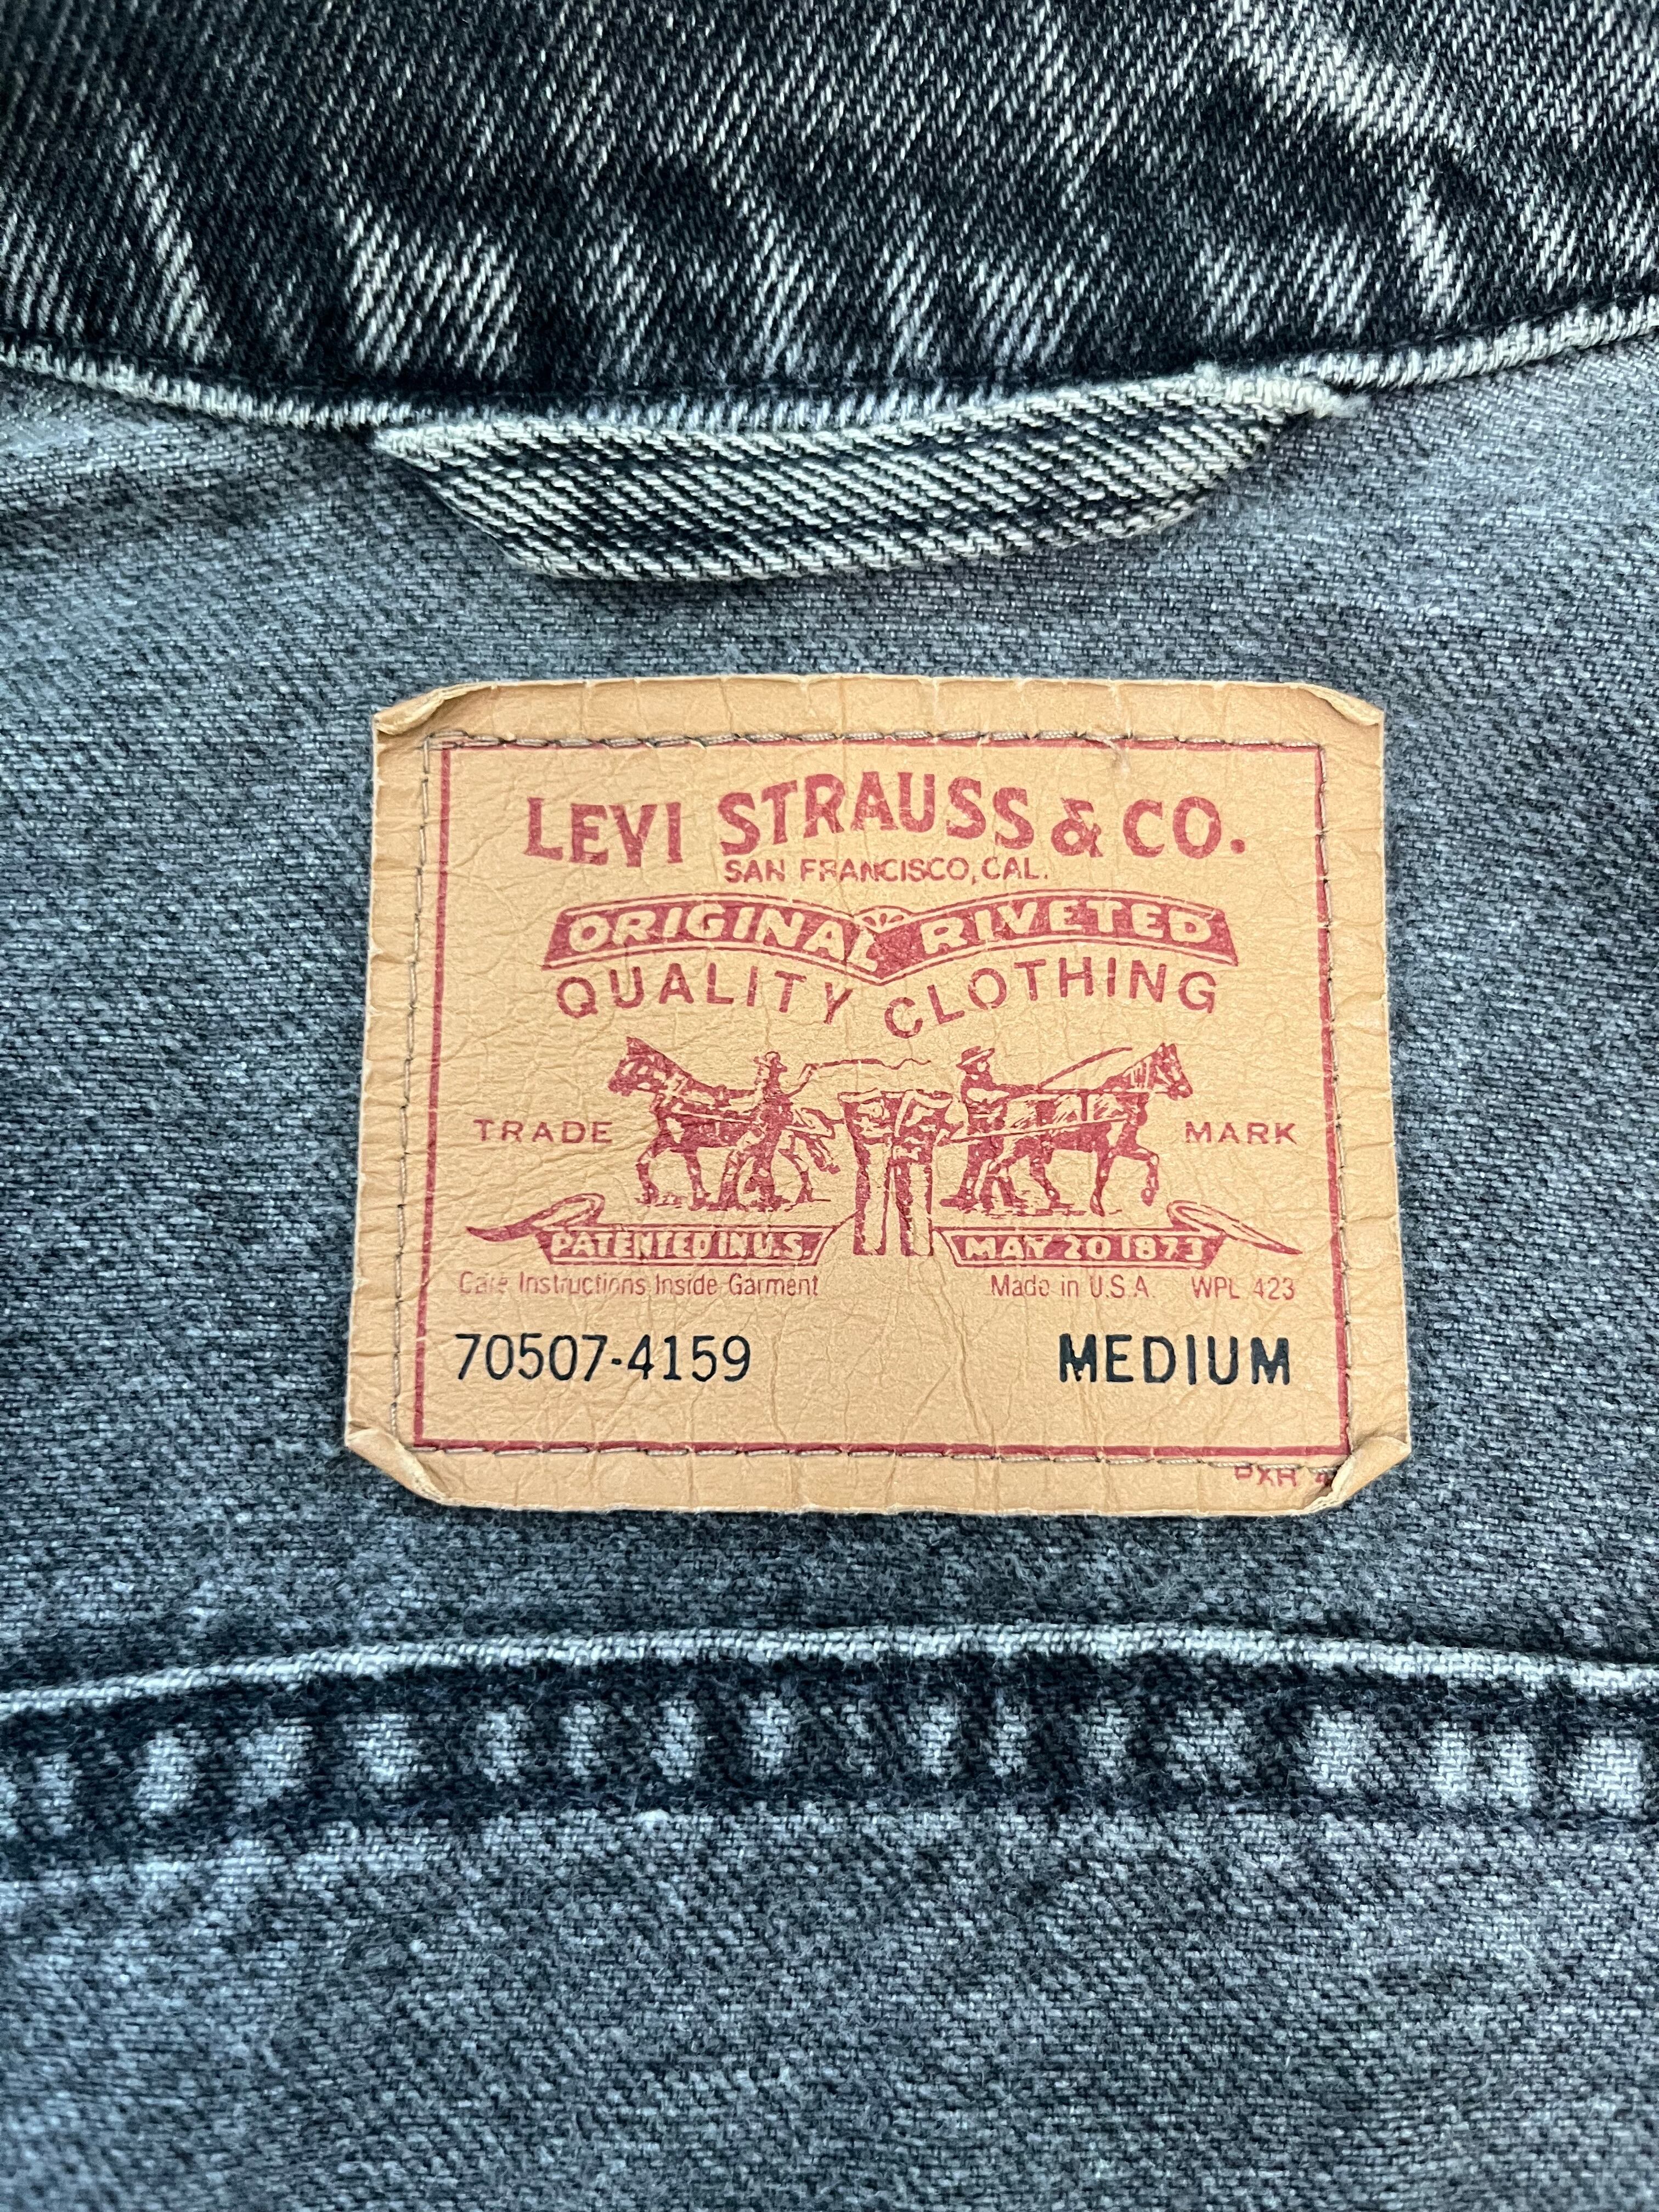 LEVI STRAUSS & CO.
SAN FRANCISCO, CAL.
ORIGINAL RIVETED
QUALITY CLOTHING
TRADE MARK
PATENTED IN U.S. MAY 20 1873
Care Instructions Inside Garment Made in U.S.A. WPL 423
70507-4159 MEDIUM